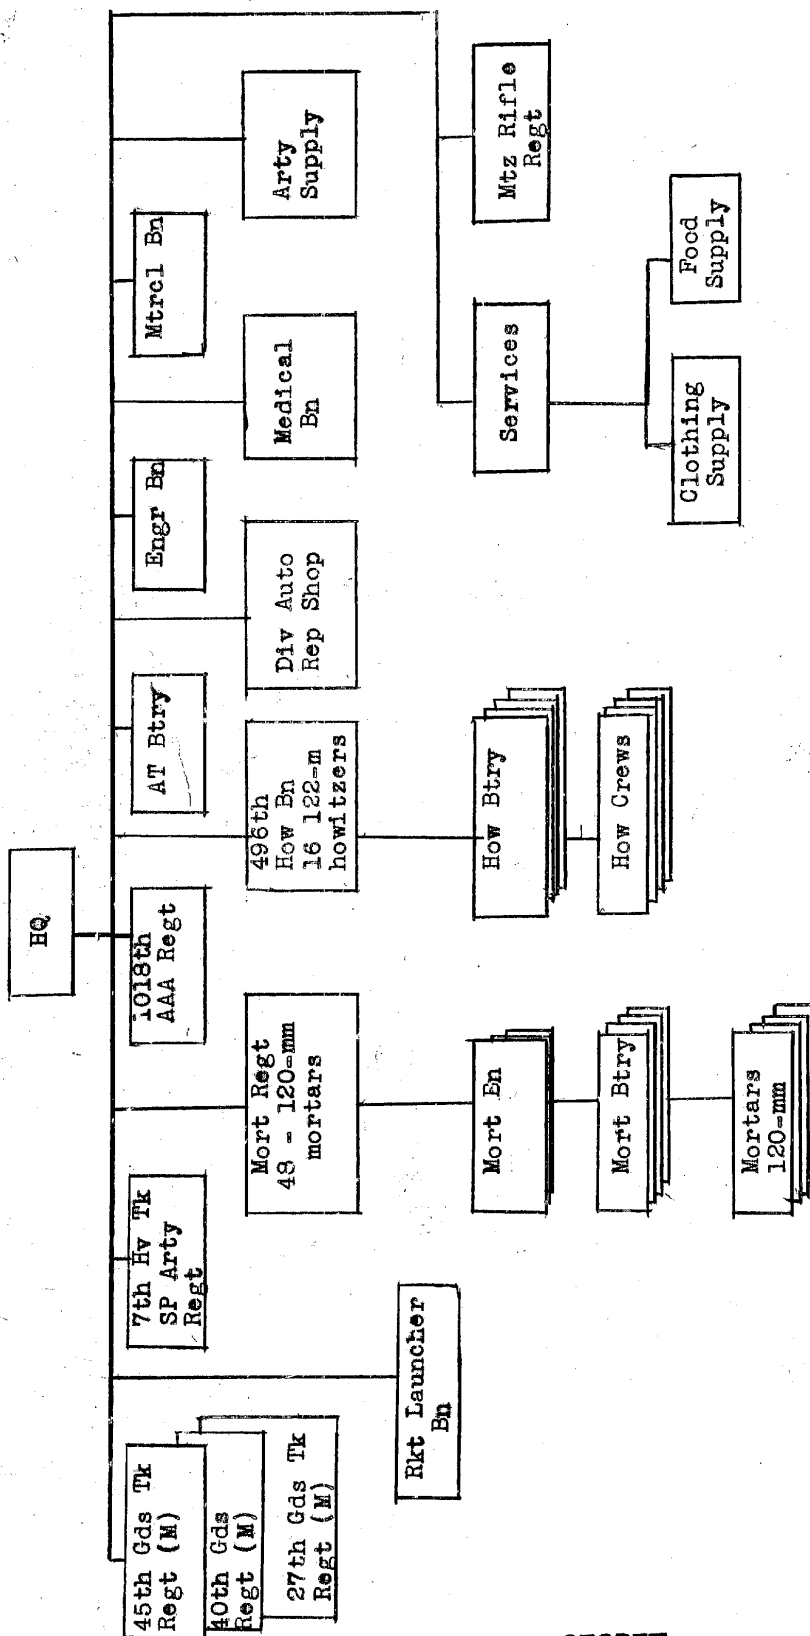 HQ
45th Gds Tk
Regt (M)
40th Gds
Regt (M)
27th Gds Tk
Regt (M)
7th Hv Tk
SP Arty
Regt
1018th
AAA Regt
AT Btry
Engr Bn
Mtrcl Bn
Rkt Launcher
Bn
Mort Regt
48 - 120-mm
mortars
496th
How Bn
16 122-m
howitzers
Div Auto
Rep Shop
Medical
Bn
Arty
Supply
Mort Bn
Mort Btry
Mortars
120-mm
How Btry
How Crews
Services
Mtz Rifle
Regt
Clothing
Supply
Food
Supply